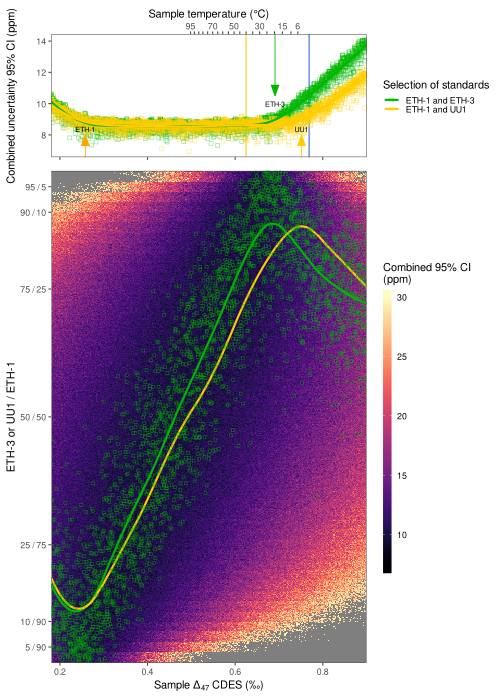 Sample temperature (°C)
95 70 50 30 15 6
Combined uncertainty 95% CI (ppm)
14
12
10
8
ETH-1
ETH-3
UU1
Selection of standards
ETH-1 and ETH-3
ETH-1 and UU1
ETH-3 or UU1 / ETH-1
95 / 5
90 / 10
75 / 25
50 / 50
25 / 75
10 / 90
5 / 90
Combined 95% CI
(ppm)
30
25
20
15
10
0.2 0.4 0.6 0.8
Sample Δ47 CDES (‰)